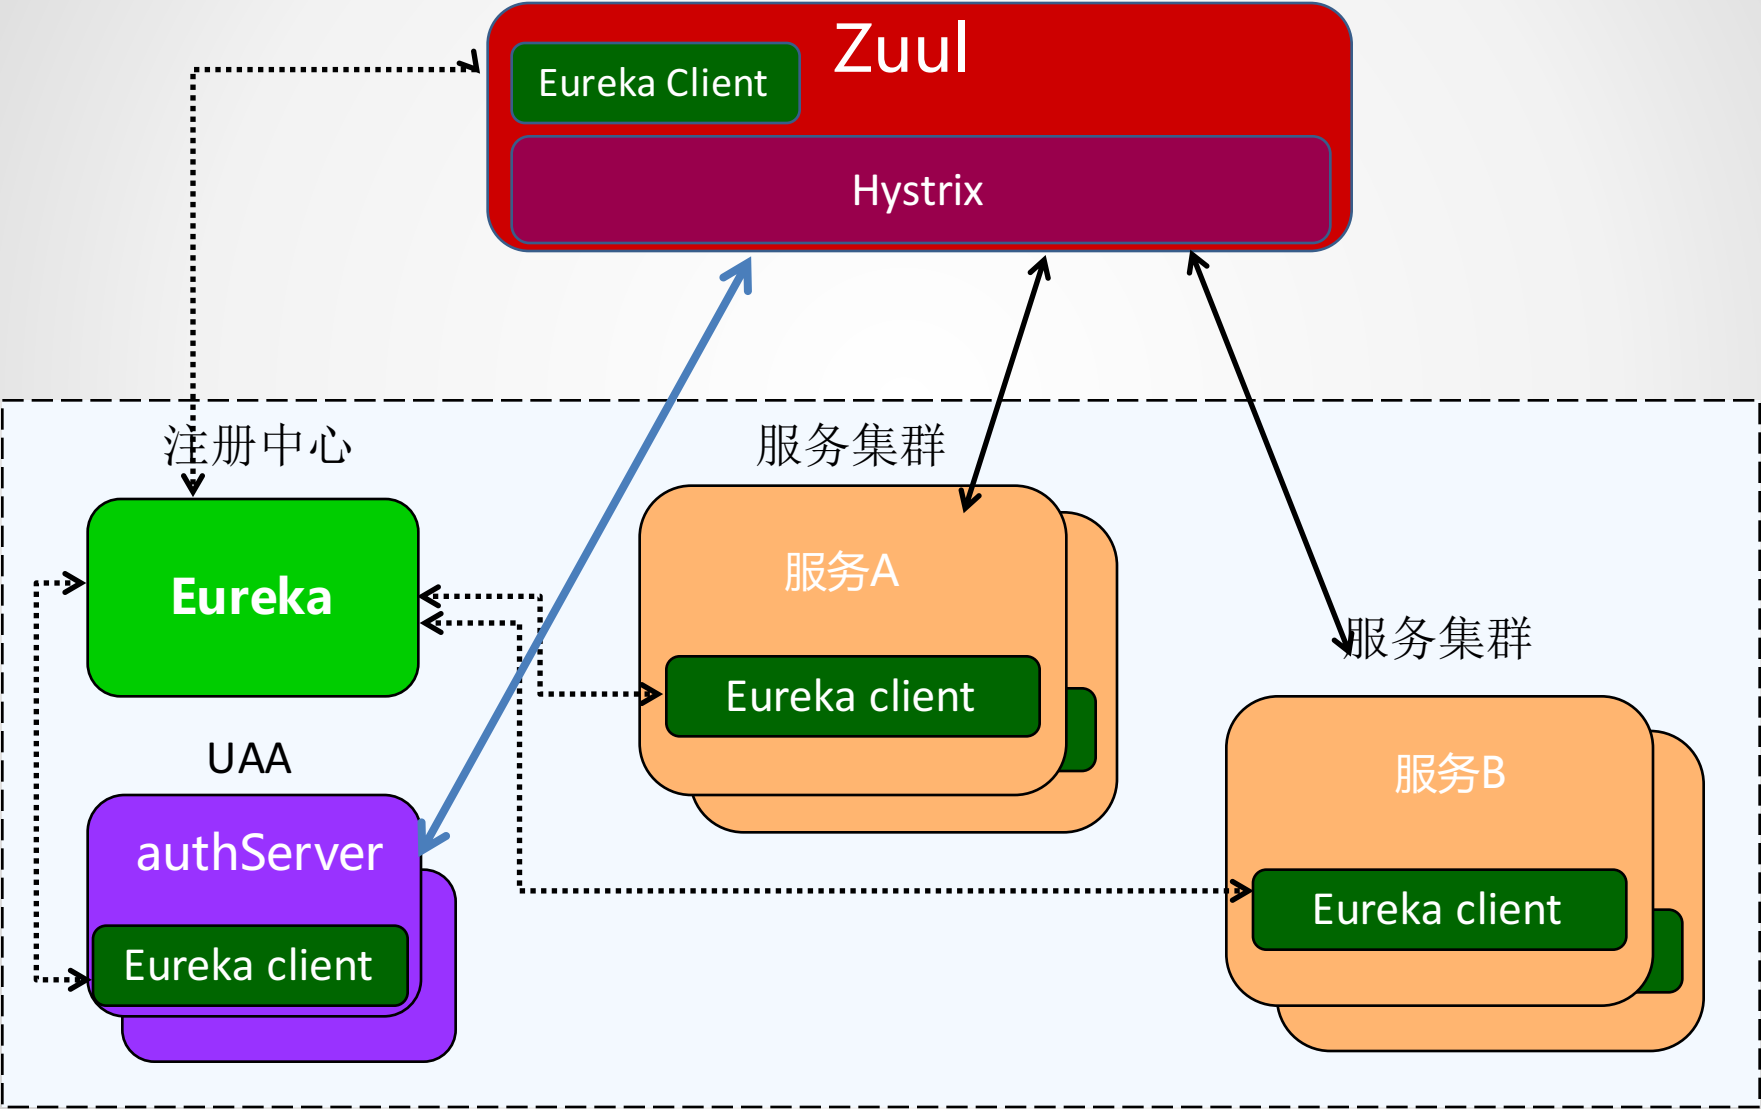 Zuul
Eureka Client
Hystrix
注册中心
服务集群
Eureka
服务A
Eureka client
服务集群
UAA
authServer
Eureka client
服务B
Eureka client